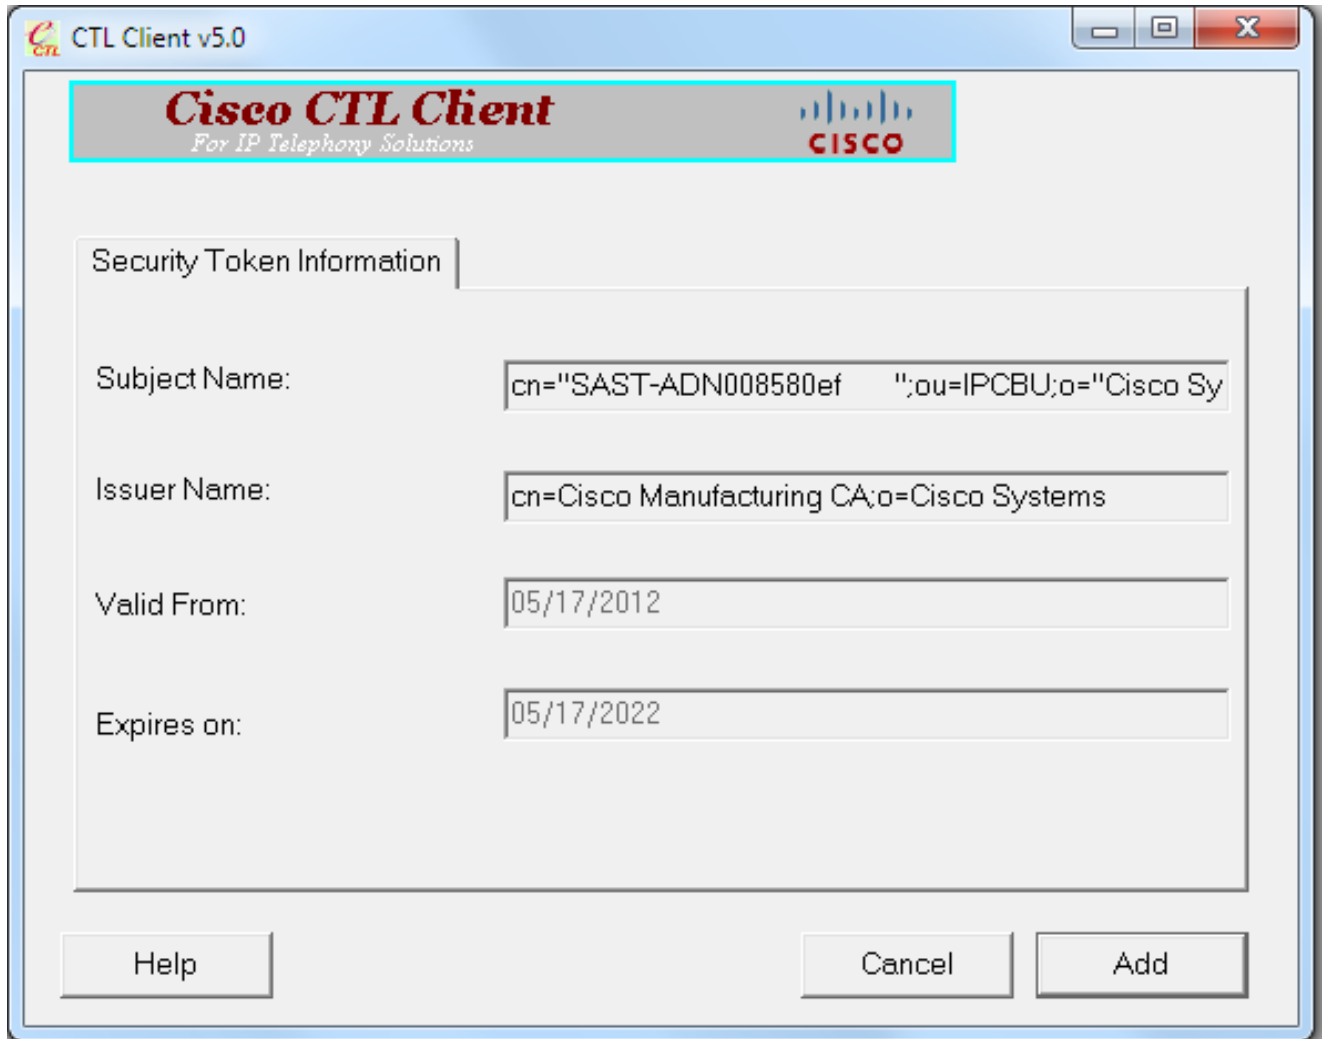 CTL Client v5.0
Cisco CTL Client
For IP Telephony Solutions
CISCO
Security Token Information
Subject Name:
cn="SAST-ADN008580ef      ";ou=IPCBU;o="Cisco Sy
Issuer Name:
cn=Cisco Manufacturing CA;o=Cisco Systems
Valid From:
05/17/2012
Expires on:
05/17/2022
Help
Cancel
Add